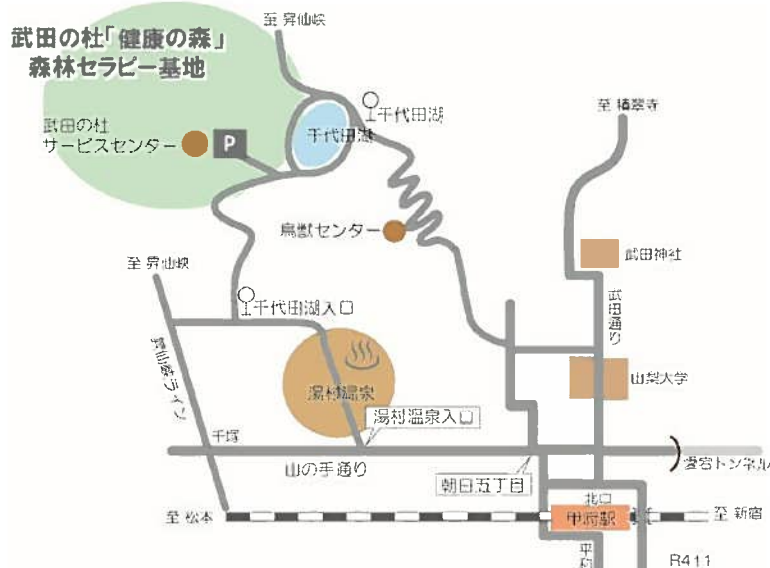 至 昇仙峡
武田の杜「健康の森」
森林セラピー基地
千代田湖
千代田湖
至 積翠寺
武田の杜
サービスセンター
P
鳥獣センター
武田神社
至 昇仙峡
千代田湖入口
武田通り
昇仙峡ライン
湯村温泉
山梨大学
湯村温泉入口
千塚
山の手通り
愛宕トンネル
朝日五丁目
北口
至 松本
甲府駅
至 新宿
R411